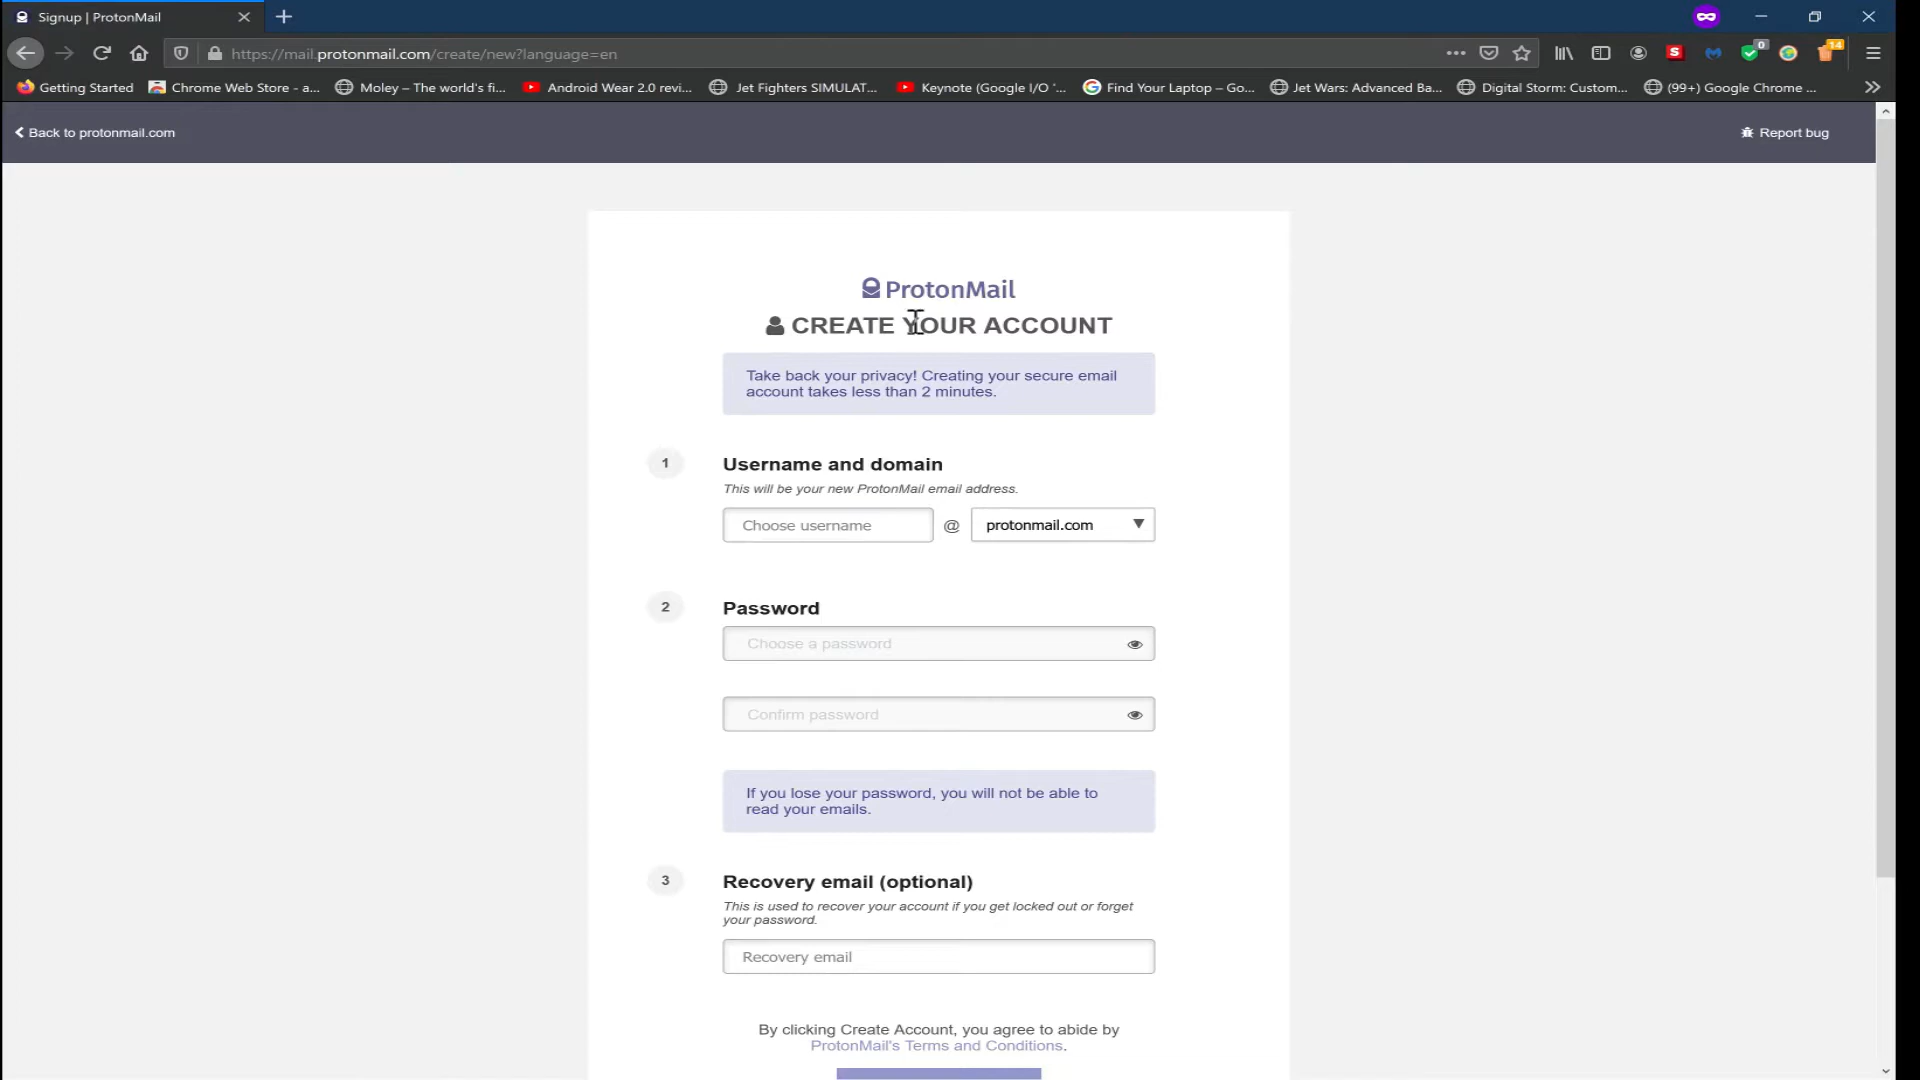 Signup | ProtonMail
https://mail.protonmail.com/create/new?language=en
S
0
14
Getting Started
Chrome Web Store - a...
Moley – The world's fi...
Android Wear 2.0 revi...
Jet Fighters SIMULAT...
Keynote (Google I/O '...
Find Your Laptop – Go...
Jet Wars: Advanced Ba...
Digital Storm: Custom...
(99+) Google Chrome ...
Back to protonmail.com
Report bug
ProtonMail
CREATE YOUR ACCOUNT
Take back your privacy! Creating your secure email
account takes less than 2 minutes.
1
Username and domain
This will be your new ProtonMail email address.
Choose username
@
protonmail.com
2
Password
Choose a password
Confirm password
If you lose your password, you will not be able to
read your emails.
3
Recovery email (optional)
This is used to recover your account if you get locked out or forget
your password.
Recovery email
By clicking Create Account, you agree to abide by
ProtonMail's Terms and Conditions.